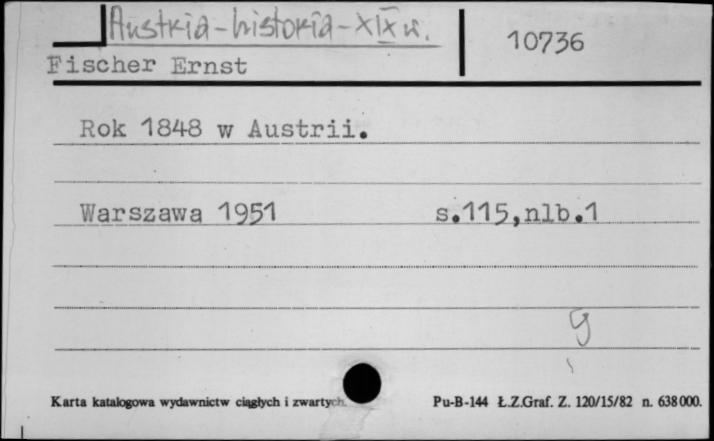 Austria-historia-XIX w.
10736
Fischer Ernst
Rok 1848 w Austrii.
Warszawa 1951 s.115,nlb.1
g
Karta katalogowa wydawnictw ciągłych i zwartych.
Pu-B-144 Ł.Z.Graf. Z. 120/15/82 n. 638000.